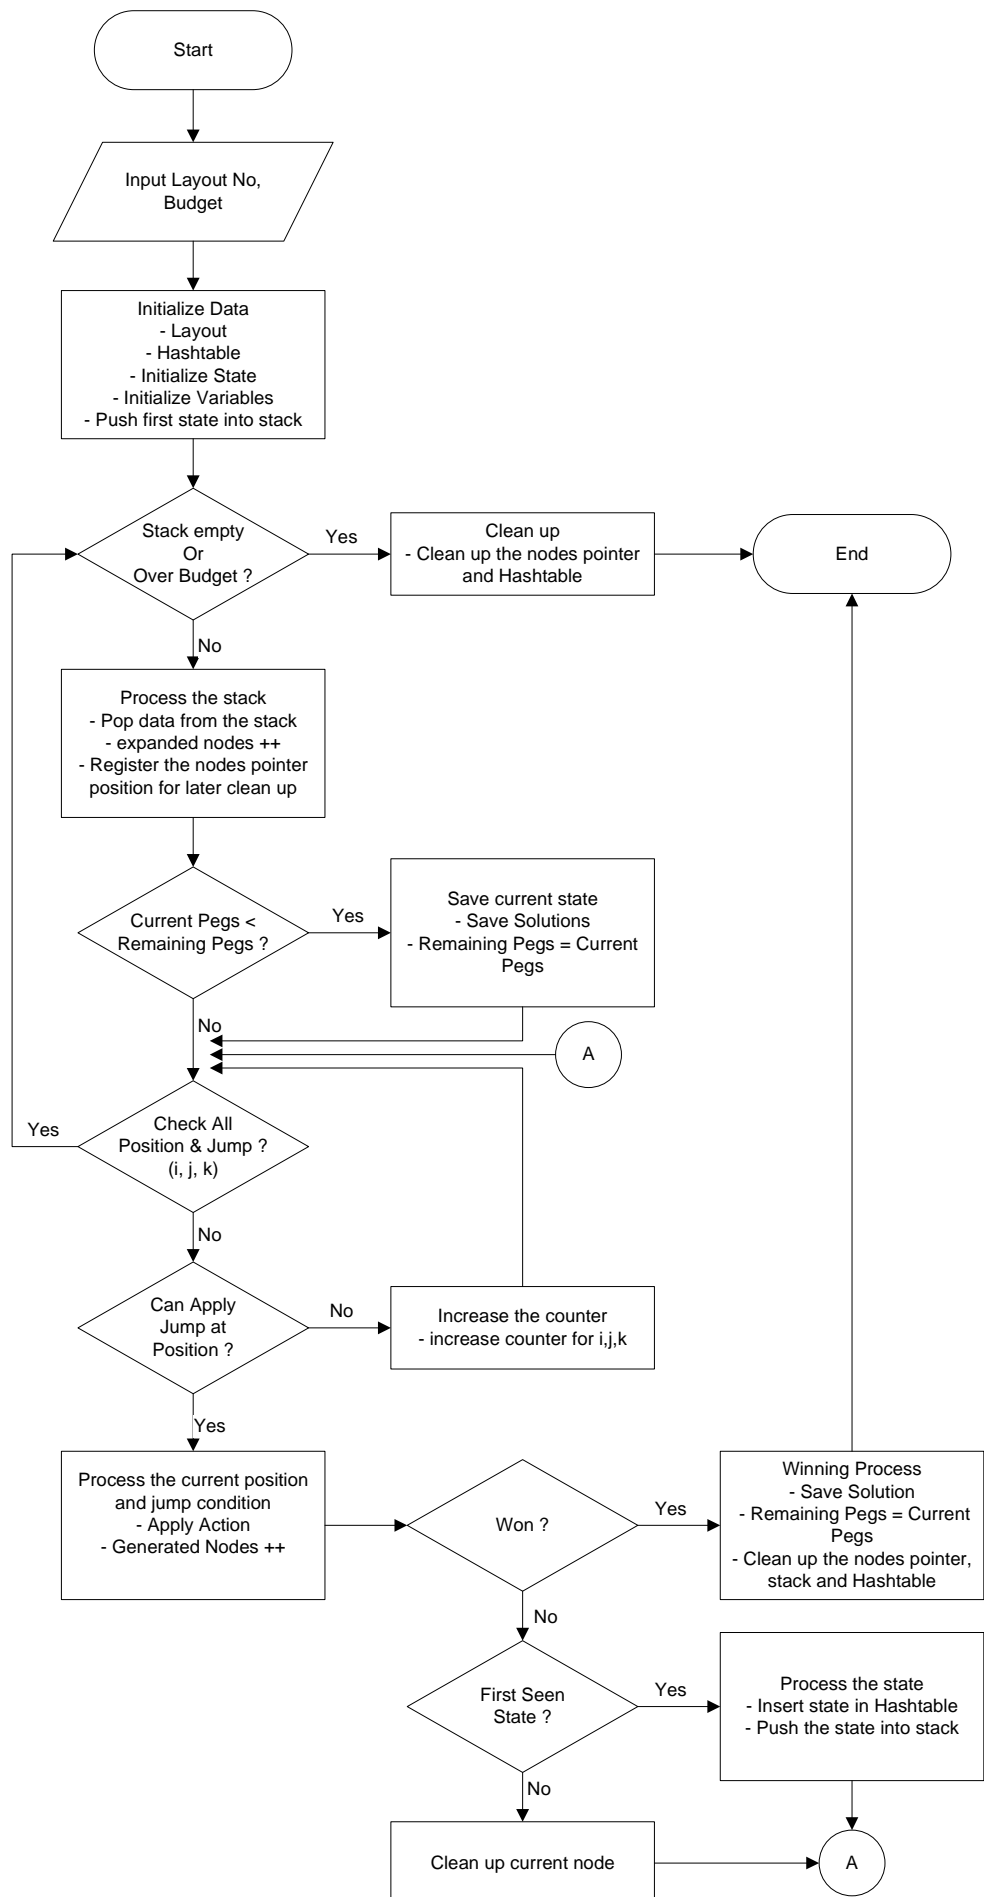 Start
Input Layout No,
Budget
Initialize Data
- Layout
- Hashtable
- Initialize State
- Initialize Variables
- Push first state into stack
Stack empty
Or
Over Budget ?
Yes
Clean up
- Clean up the nodes pointer
and Hashtable
End
No
Process the stack
- Pop data from the stack
- expanded nodes ++
- Register the nodes pointer
position for later clean up
Current Pegs <
Remaining Pegs ?
Yes
Save current state
- Save Solutions
- Remaining Pegs = Current
Pegs
No
A
Check All
Position & Jump ?
(i, j, k)
Yes
No
Can Apply
Jump at
Position ?
No
Increase the counter
- increase counter for i,j,k
Yes
Process the current position
and jump condition
- Apply Action
- Generated Nodes ++
Won ?
Yes
Winning Process
- Save Solution
- Remaining Pegs = Current
Pegs
- Clean up the nodes pointer,
stack and Hashtable
No
First Seen
State ?
Yes
Process the state
- Insert state in Hashtable
- Push the state into stack
No
Clean up current node
A